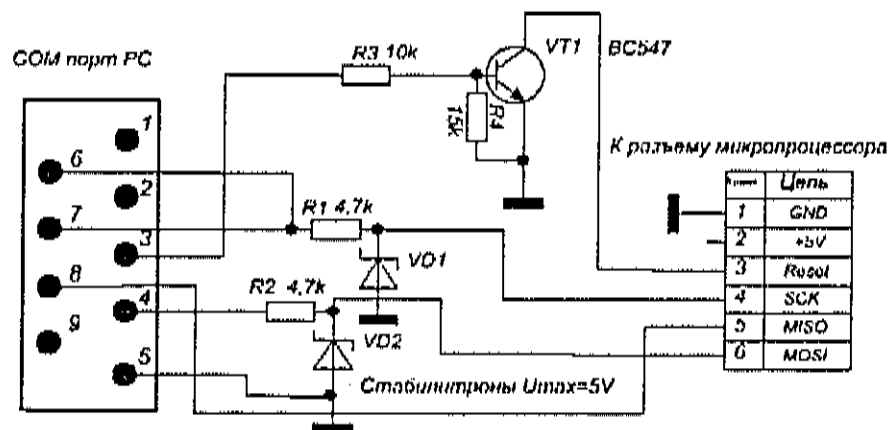 COM порт PC
R3 10k
VT1
BC547
R4
15k
К разъему микропроцессора
1
6
2
7
3
8
4
9
5
R1 4,7k
VD1
R2 4,7k
VD2
Стабилитроны Umax=5V
Цепь
1 GND
2 +5V
3 Reset
4 SCK
5 MISO
6 MOSI